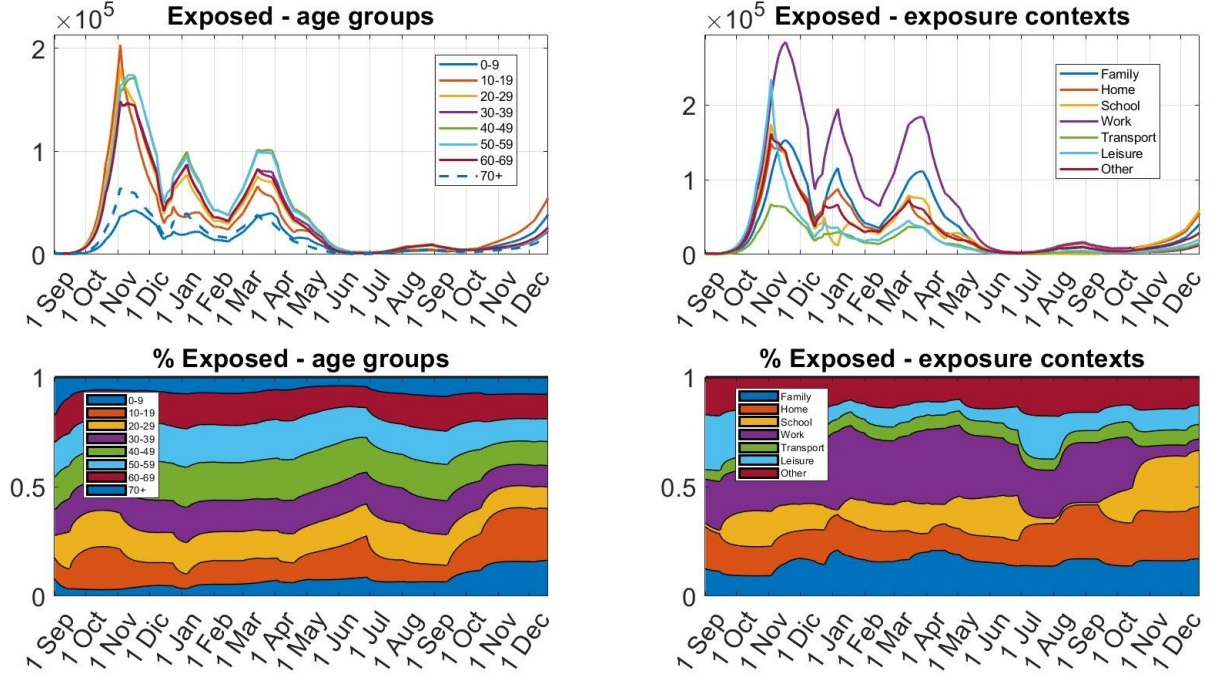 Exposed - age groups
×10^5
2
1
0
0-9
10-19
20-29
30-39
40-49
50-59
60-69
70+
1 Sep
1 Oct
1 Nov
1 Dic
1 Jan
1 Feb
1 Mar
1 Apr
1 May
1 Jun
1 Jul
1 Aug
1 Sep
1 Oct
1 Nov
1 Dec
Exposed - exposure contexts
×10^5
2
1
0
Family
Home
School
Work
Transport
Leisure
Other
1 Sep
1 Oct
1 Nov
1 Dic
1 Jan
1 Feb
1 Mar
1 Apr
1 May
1 Jun
1 Jul
1 Aug
1 Sep
1 Oct
1 Nov
1 Dec
% Exposed - age groups
1
0.5
0
0-9
10-19
20-29
30-39
40-49
50-59
60-69
70+
1 Sep
1 Oct
1 Nov
1 Dic
1 Jan
1 Feb
1 Mar
1 Apr
1 May
1 Jun
1 Jul
1 Aug
1 Sep
1 Oct
1 Nov
1 Dec
% Exposed - exposure contexts
1
0.5
0
Family
Home
School
Work
Transport
Leisure
Other
1 Sep
1 Oct
1 Nov
1 Dic
1 Jan
1 Feb
1 Mar
1 Apr
1 May
1 Jun
1 Jul
1 Aug
1 Sep
1 Oct
1 Nov
1 Dec